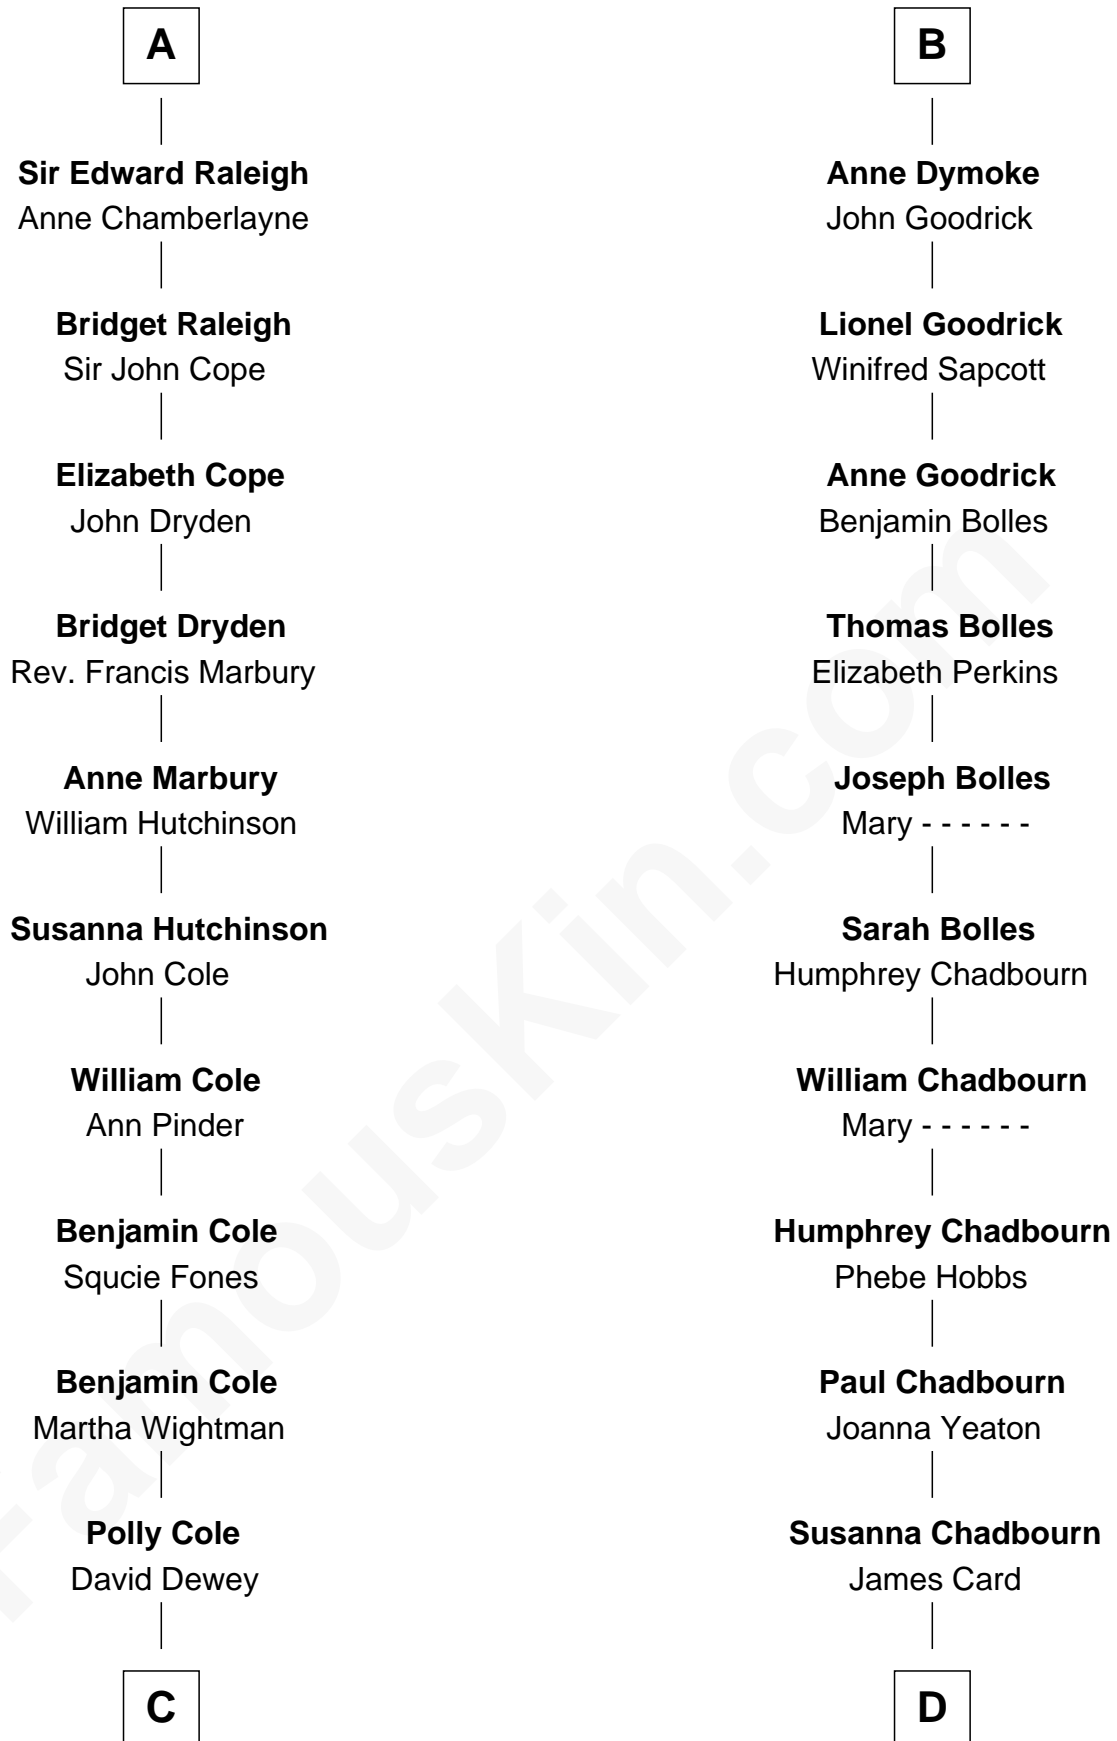 A
Sir Edward Raleigh
Anne Chamberlayne
Bridget Raleigh
Sir John Cope
Elizabeth Cope
John Dryden
Bridget Dryden
Rev. Francis Marbury
Anne Marbury
William Hutchinson
Susanna Hutchinson
John Cole
William Cole
Ann Pinder
Benjamin Cole
Squcie Fones
Benjamin Cole
Martha Wightman
Polly Cole
David Dewey
C
B
Anne Dymoke
John Goodrick
Lionel Goodrick
Winifred Sapcott
Anne Goodrick
Benjamin Bolles
Thomas Bolles
Elizabeth Perkins
Joseph Bolles
Mary - - - - - -
Sarah Bolles
Humphrey Chadbourn
William Chadbourn
Mary - - - - - -
Humphrey Chadbourn
Phebe Hobbs
Paul Chadbourn
Joanna Yeaton
Susanna Chadbourn
James Card
D
FamousKin.com